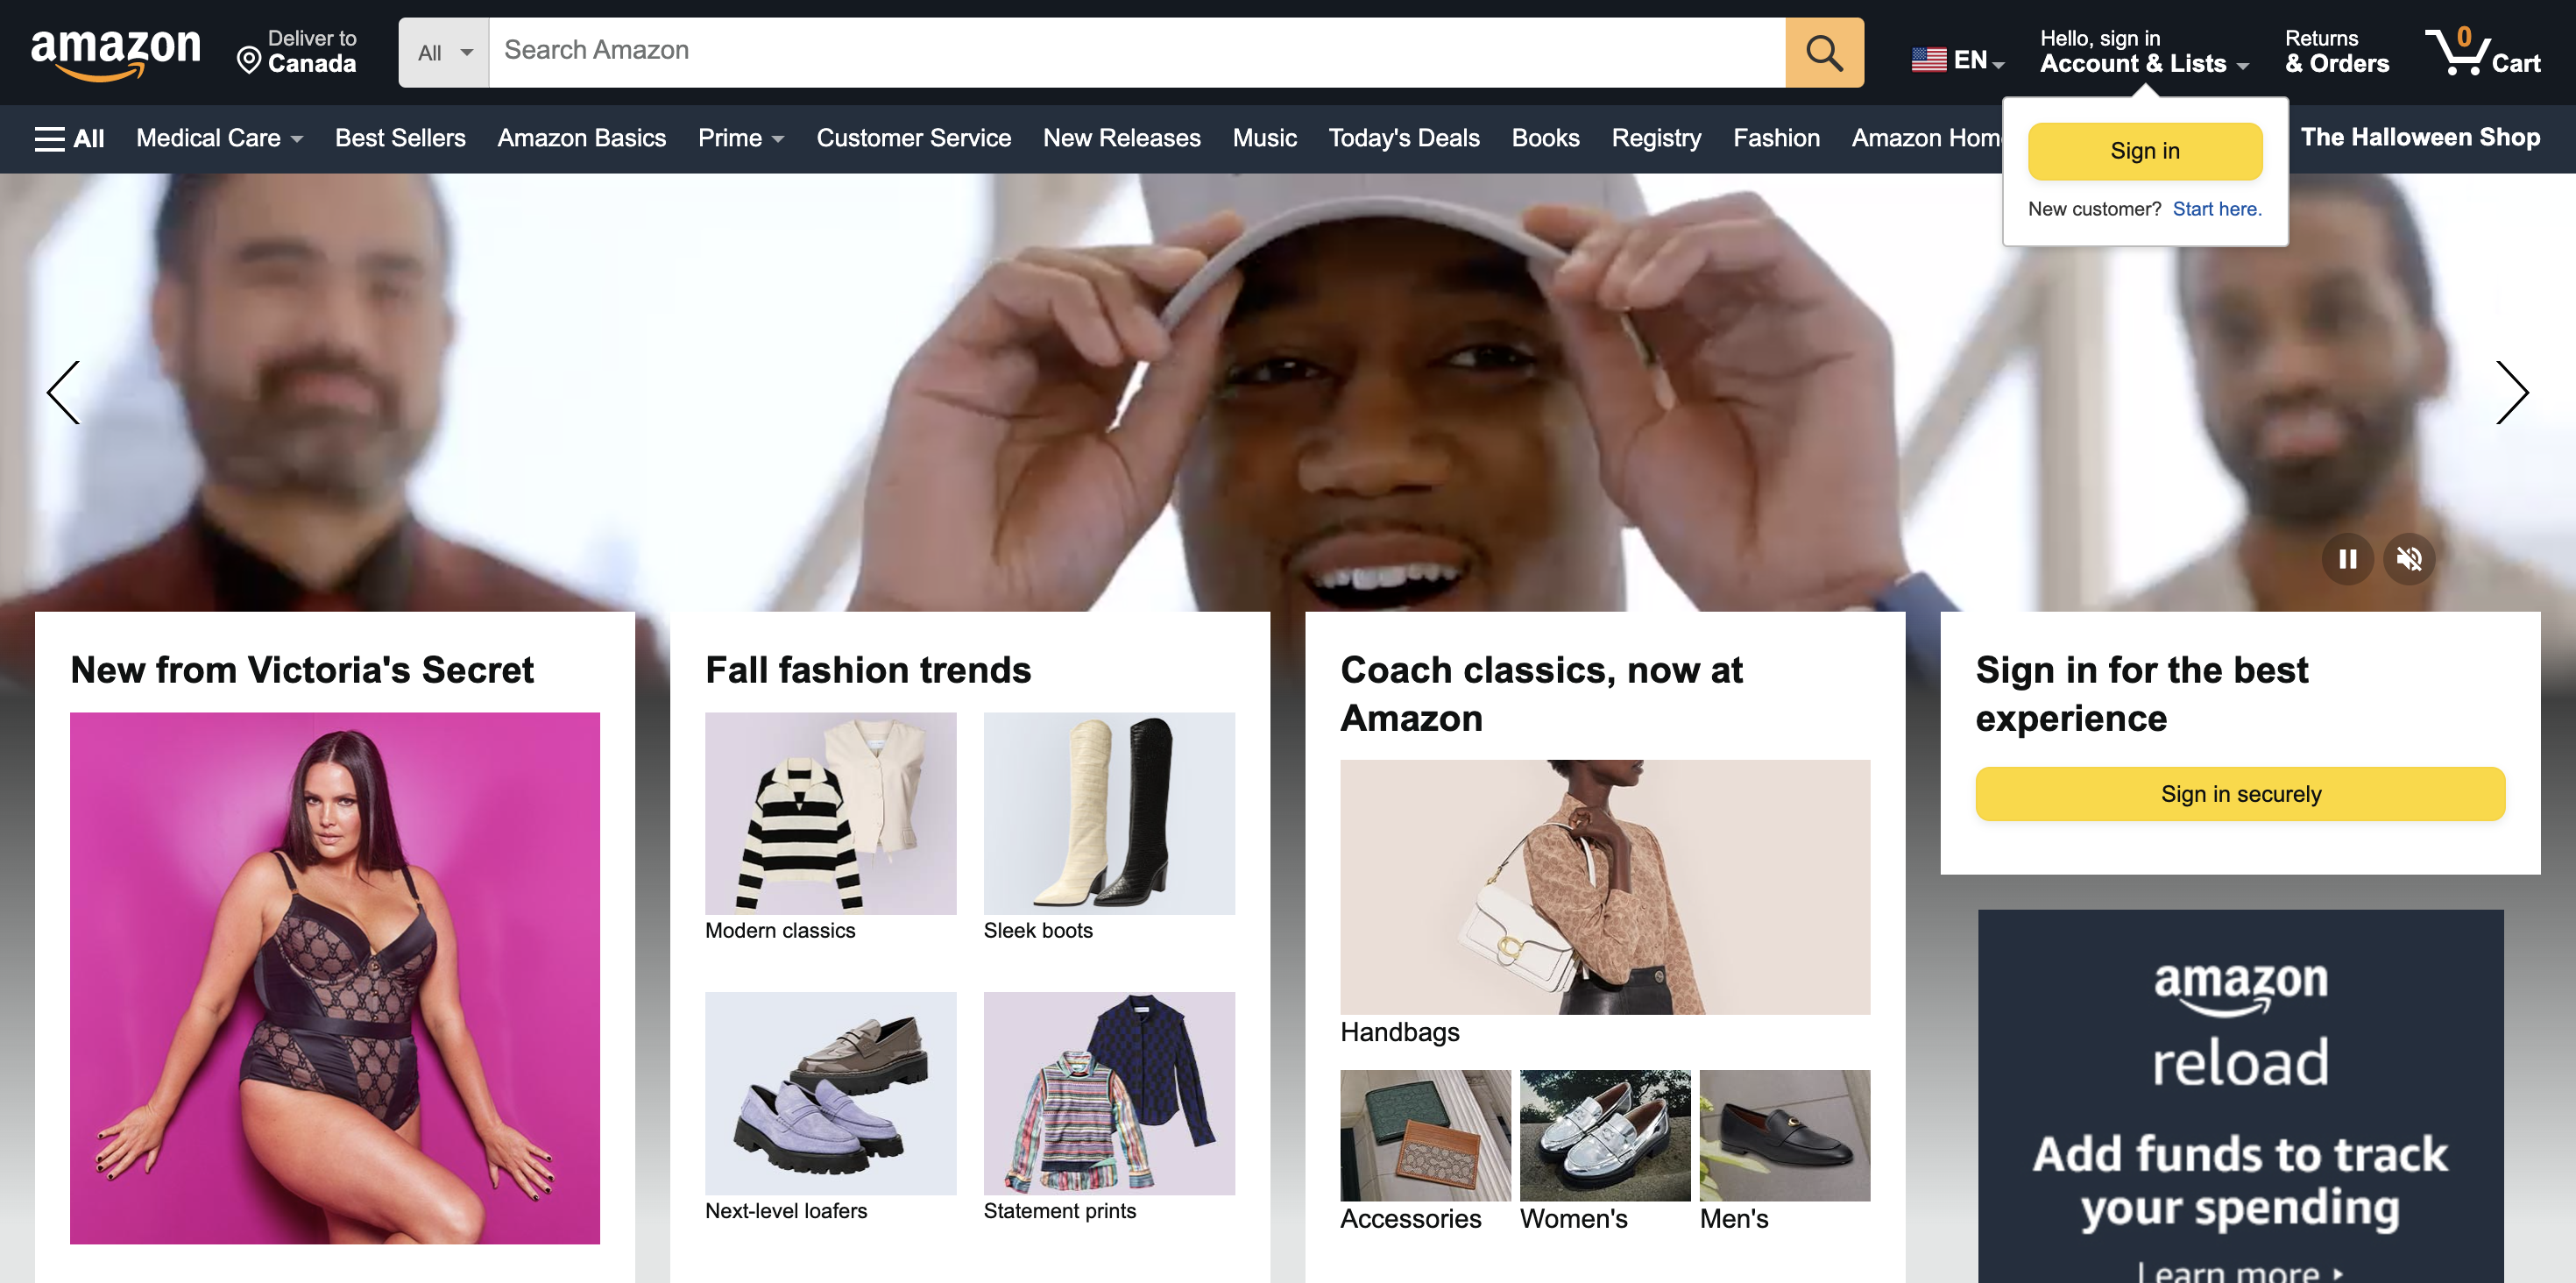 amazon
Deliver to
Canada
All
Search Amazon
EN
Hello, sign in
Account & Lists
Returns
& Orders
0
Cart
All
Medical Care
Best Sellers
Amazon Basics
Prime
Customer Service
New Releases
Music
Today's Deals
Books
Registry
Fashion
Amazon Hom
The Halloween Shop
Sign in
New customer? Start here.
New from Victoria's Secret
Fall fashion trends
Modern classics
Sleek boots
Next-level loafers
Statement prints
Coach classics, now at
Amazon
Handbags
Accessories
Women's
Men's
Sign in for the best
experience
Sign in securely
amazon
reload
Add funds to track
your spending
Learn more